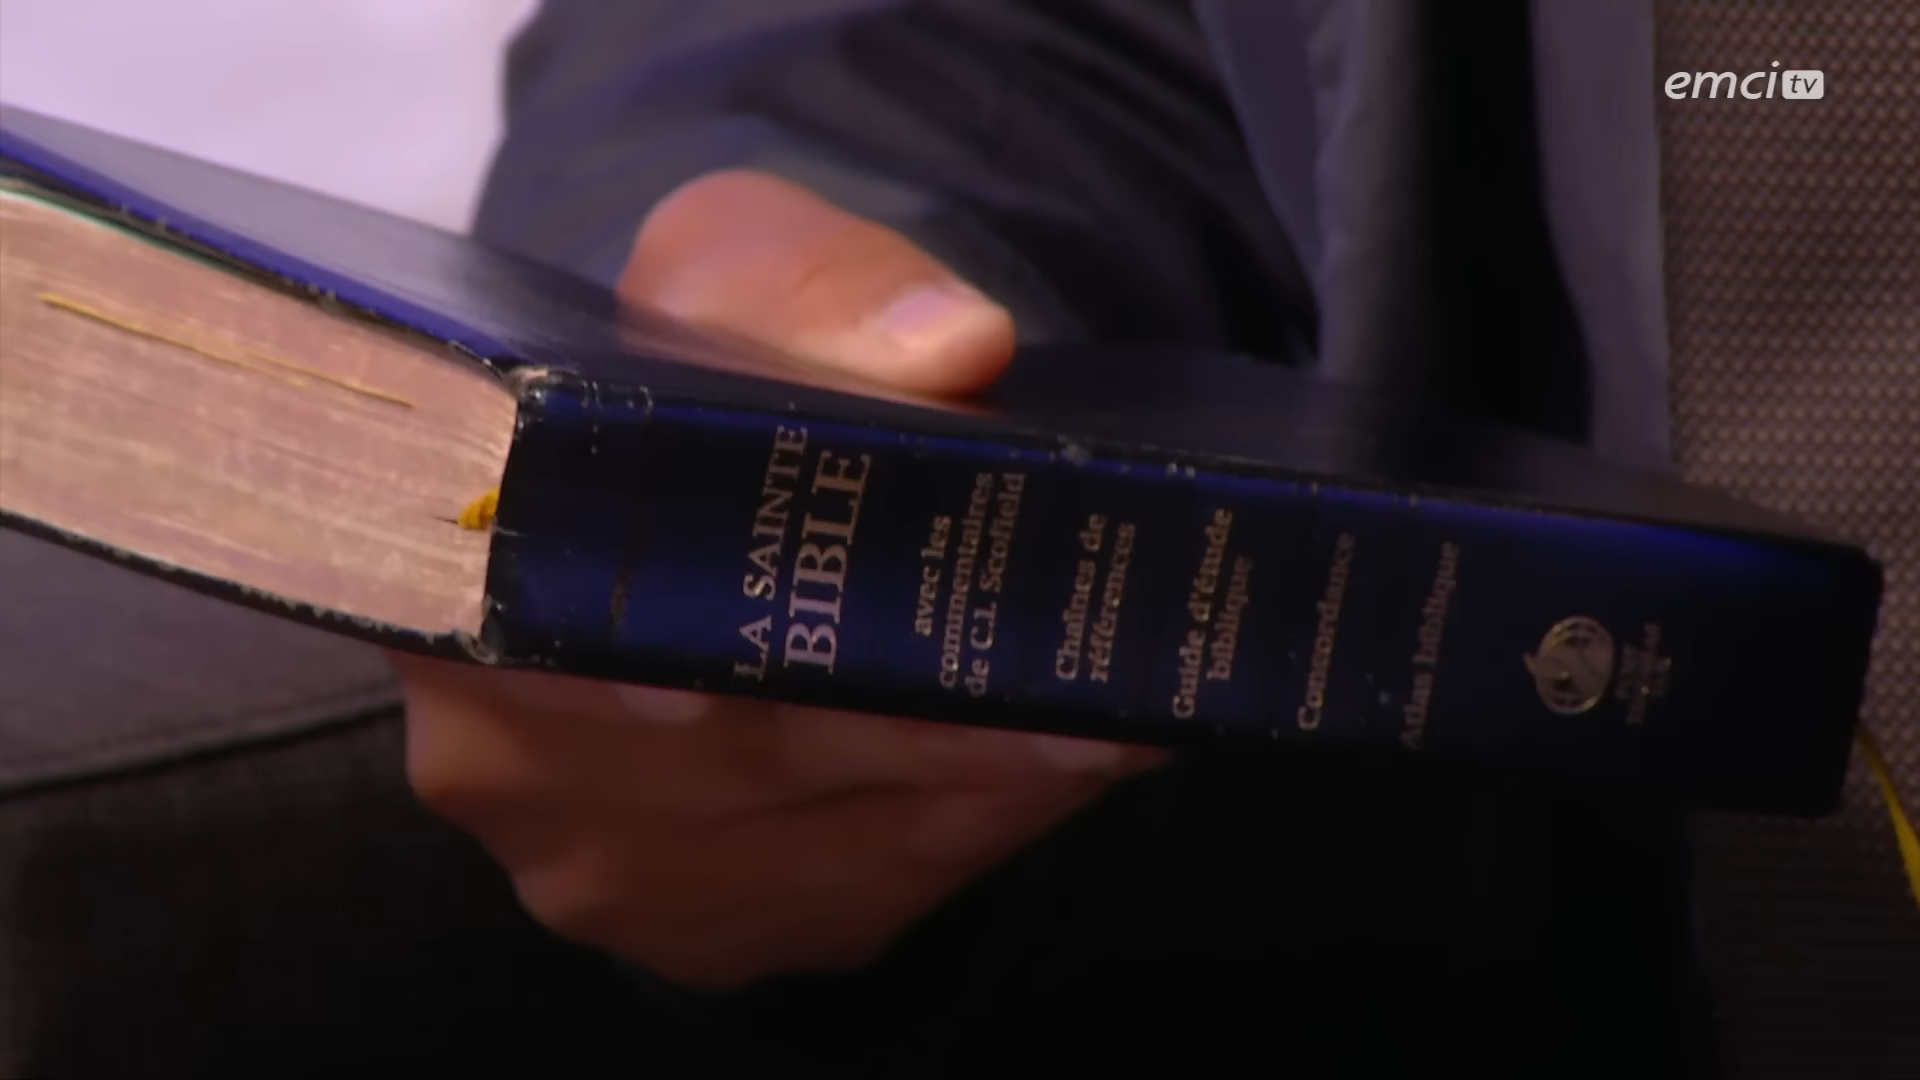 emci tv
LA SAINTE
BIBLE
avec les
commentaires
de C.I. Scofield
Chaînes de
références
Guide d'étude
biblique
Concordance
Atlas biblique